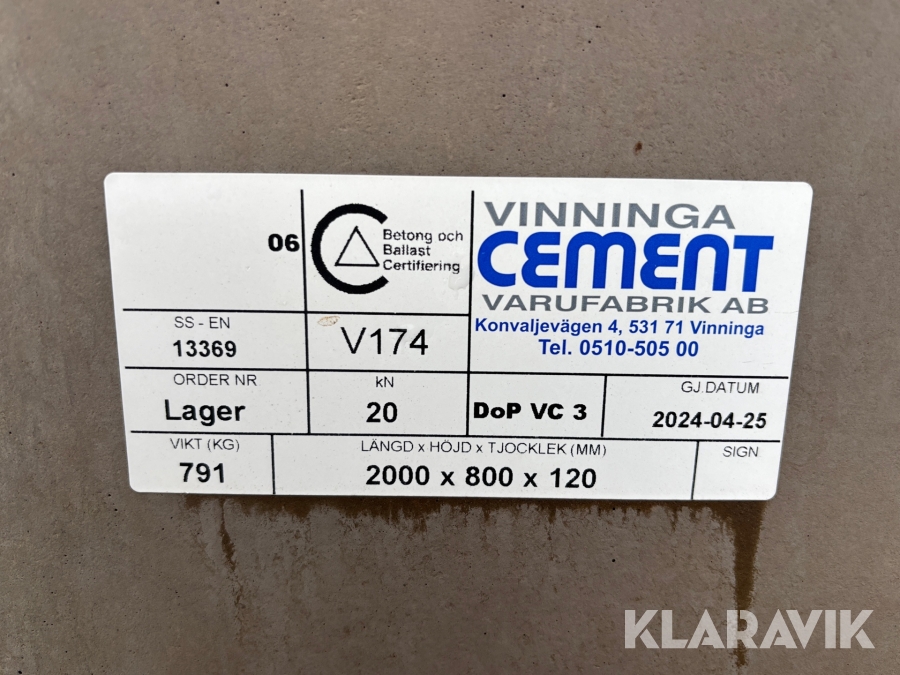 06
Betong och
Ballast
Certifiering
VINNINGA
CEMENT
VARUFABRIK AB
Konvaljevägen 4, 531 71 Vinninga
Tel. 0510-505 00
SS - EN
13369
V174
ORDER NR
Lager
kN
20
DoP VC 3
GJ.DATUM
2024-04-25
VIKT (KG)
791
LÄNGD x HÖJD x TJOCKLEK (MM)
2000 x 800 x 120
SIGN
KLARAVIK